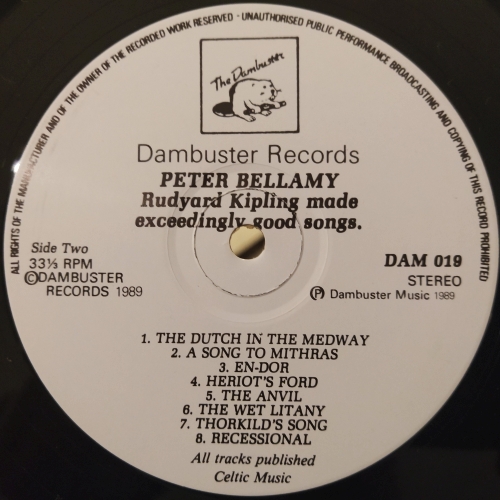 ALL RIGHTS OF THE MANUFACTURER AND OF THE OWNER OF THE RECORDED WORK RESERVED · UNAUTHORISED PUBLIC PERFORMANCE BROADCASTING AND COPYING OF THIS RECORD PROHIBITED
The Dambuster
Dambuster Records
PETER BELLAMY
Rudyard Kipling made
exceedingly good songs.
Side Two
33⅓ RPM
©DAMBUSTER
RECORDS 1989
DAM 019
STEREO
℗ Dambuster Music 1989
1. THE DUTCH IN THE MEDWAY
2. A SONG TO MITHRAS
3. EN-DOR
4. HERIOT'S FORD
5. THE ANVIL
6. THE WET LITANY
7. THORKILD'S SONG
8. RECESSIONAL
All tracks published
Celtic Music